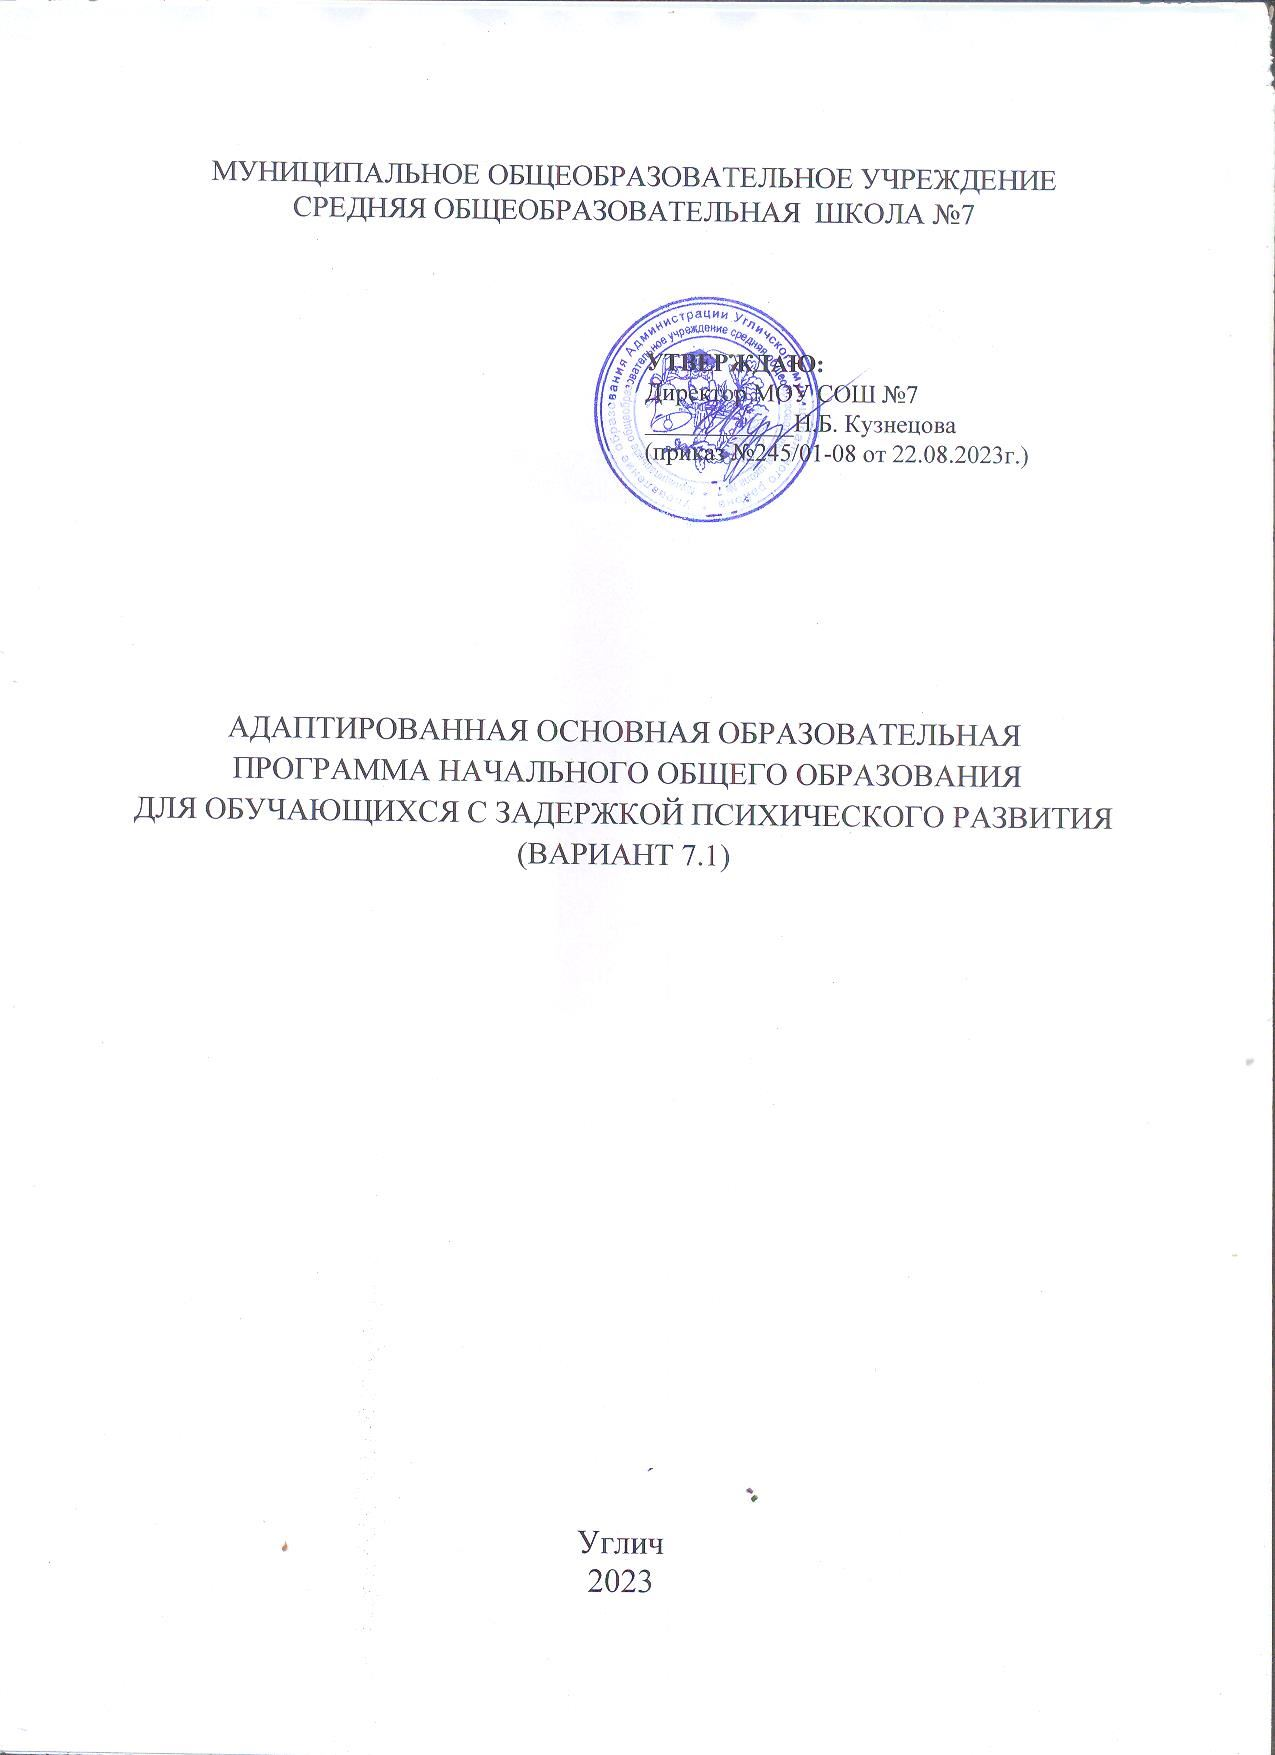 МУНИЦИПАЛЬНОЕ ОБЩЕОБРАЗОВАТЕЛЬНОЕ УЧРЕЖДЕНИЕ
СРЕДНЯЯ ОБЩЕОБРАЗОВАТЕЛЬНАЯ ШКОЛА №7
УТВЕРЖДАЮ:
Директор МОУ СОШ №7
____________Н.Б. Кузнецова
(приказ №245/01-08 от 22.08.2023г.)
АДАПТИРОВАННАЯ ОСНОВНАЯ ОБРАЗОВАТЕЛЬНАЯ
ПРОГРАММА НАЧАЛЬНОГО ОБЩЕГО ОБРАЗОВАНИЯ
ДЛЯ ОБУЧАЮЩИХСЯ С ЗАДЕРЖКОЙ ПСИХИЧЕСКОГО РАЗВИТИЯ
(ВАРИАНТ 7.1)
Углич
2023